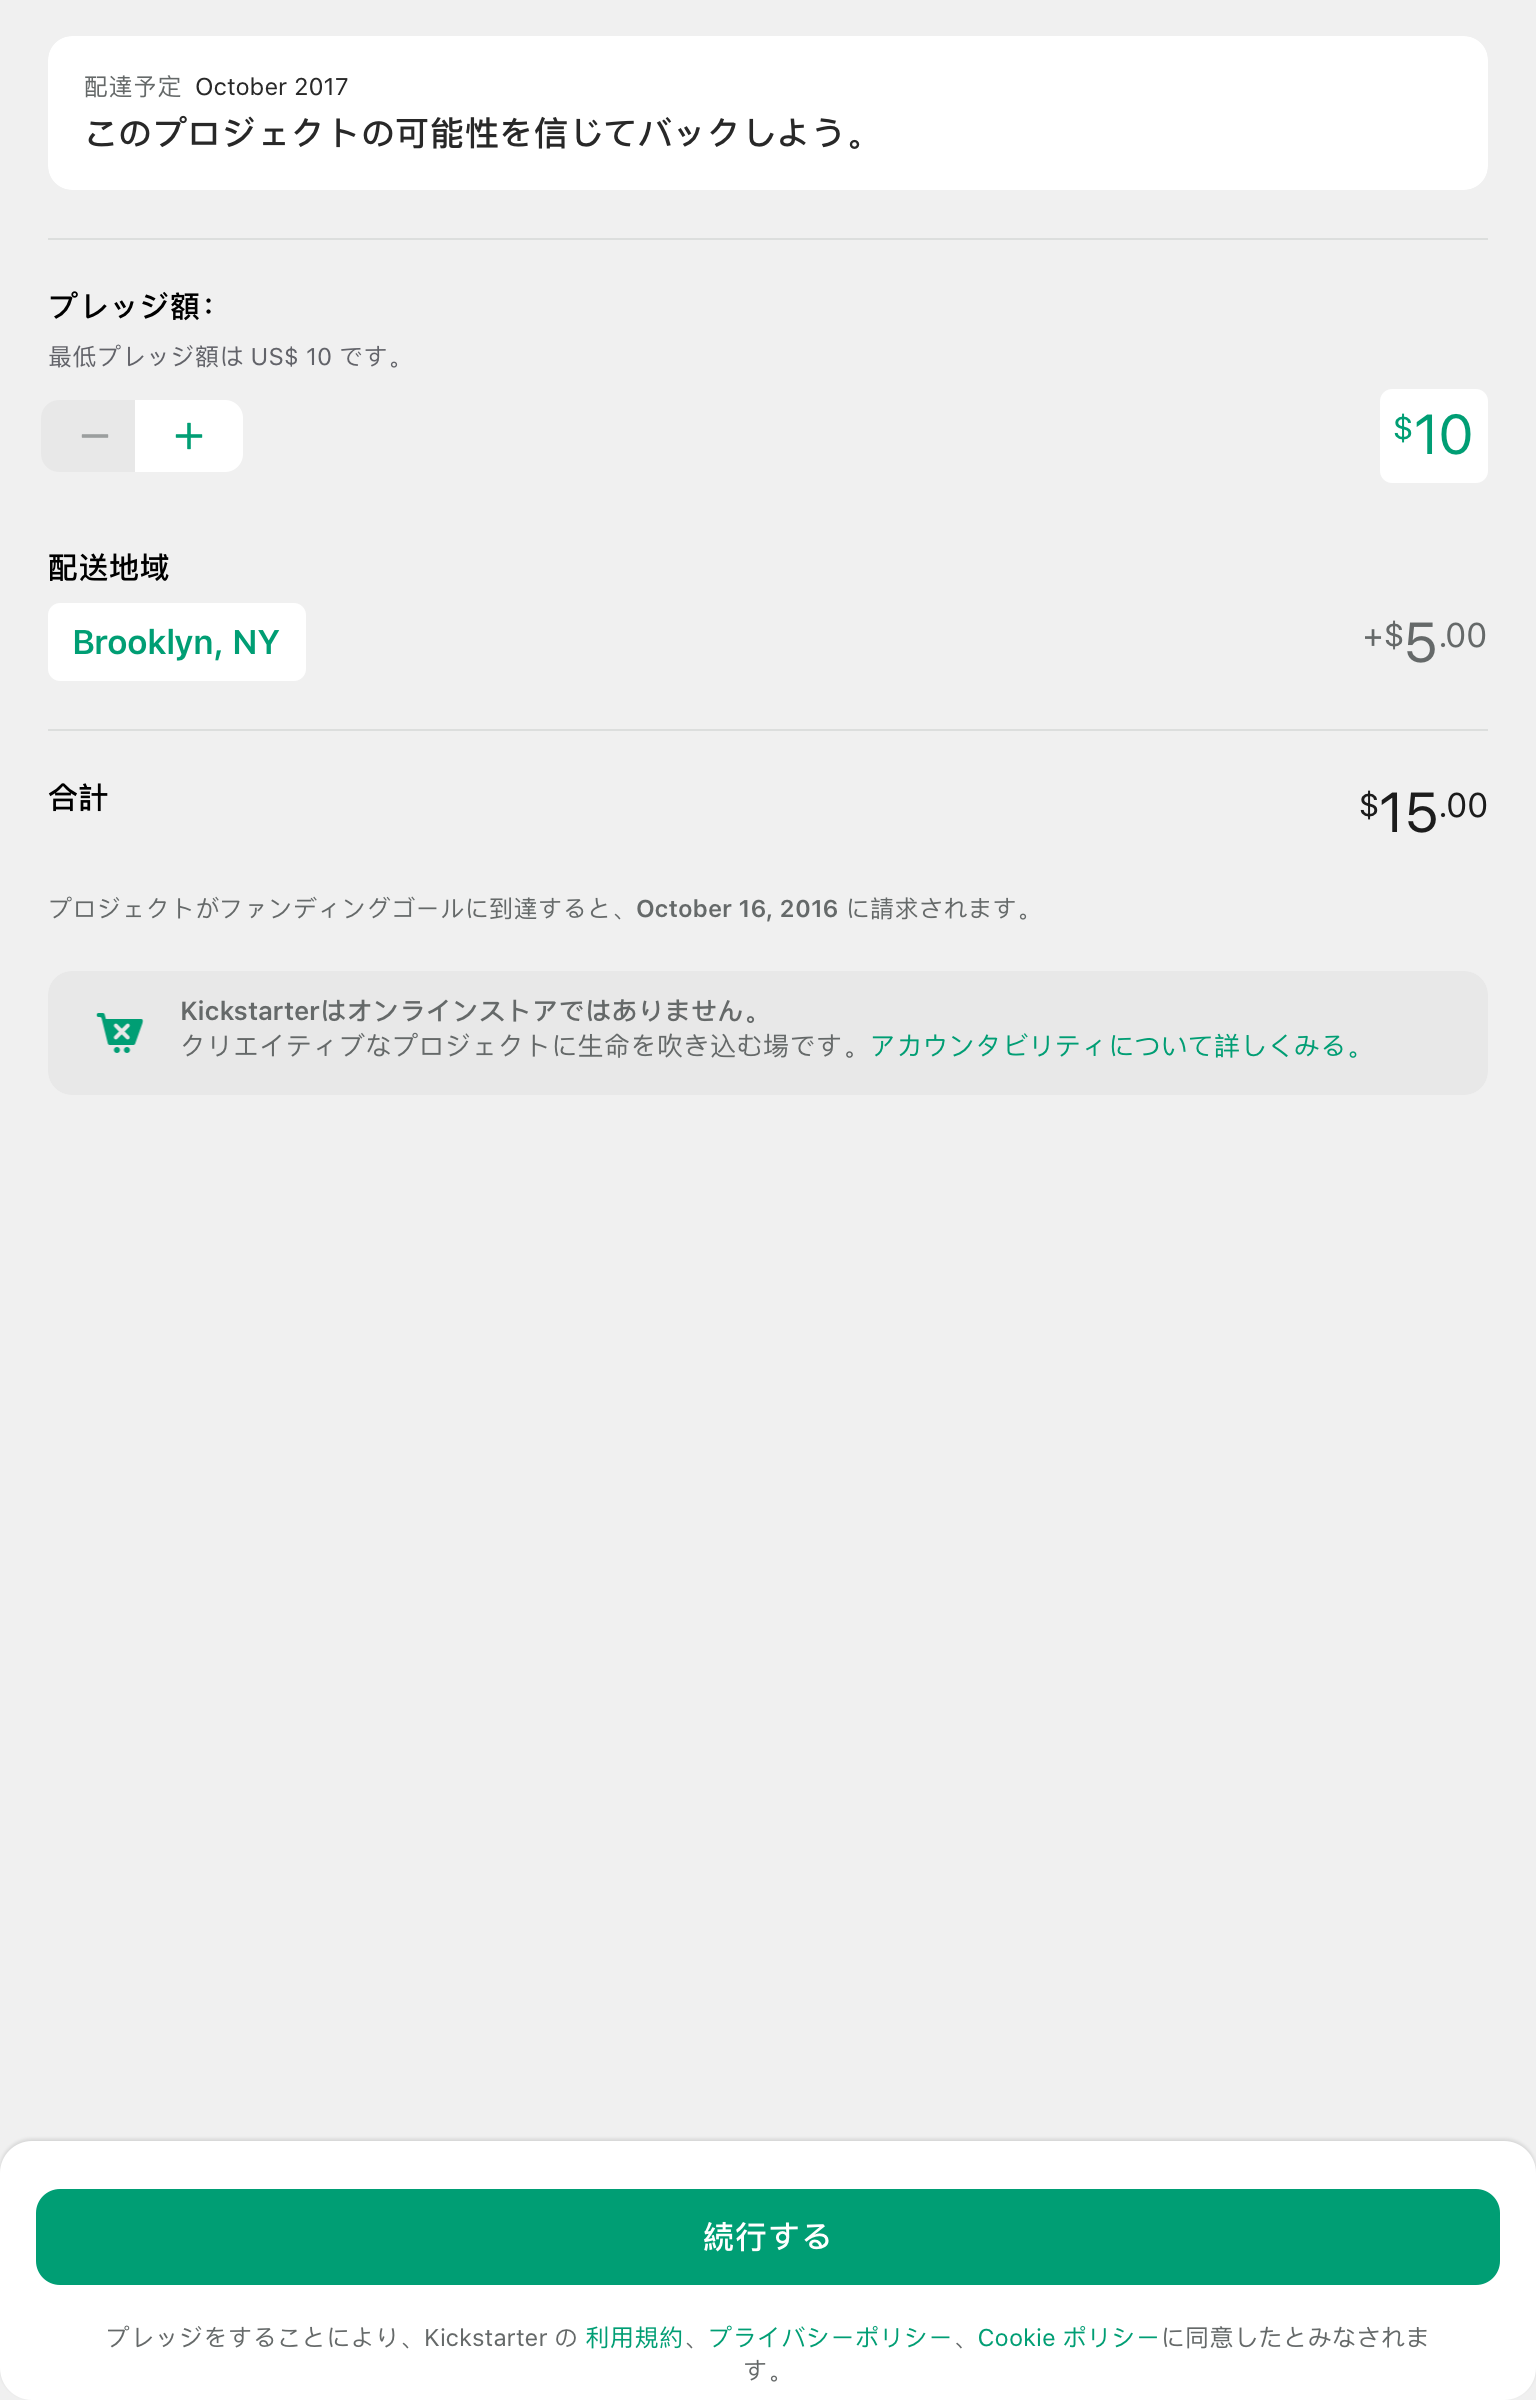 配達予定 October 2017
このプロジェクトの可能性を信じてバックしよう。
プレッジ額：
最低プレッジ額は US$ 10 です。
− +
$10
配送地域
Brooklyn, NY
+$5.00
合計
$15.00
プロジェクトがファンディングゴールに到達すると、October 16, 2016 に請求されます。
Kickstarterはオンラインストアではありません。
クリエイティブなプロジェクトに生命を吹き込む場です。アカウンタビリティについて詳しくみる。
続行する
プレッジをすることにより、Kickstarter の 利用規約、プライバシーポリシー、Cookie ポリシーに同意したとみなされま
す。